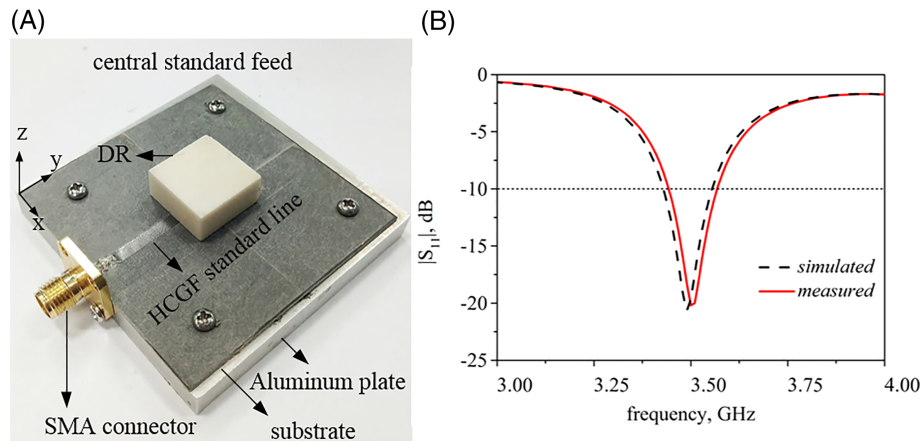 (A)
central standard feed
z
y
x
DR
HCGF standard line
Aluminum plate
SMA connector
substrate
(B)
0
-5
-10
-15
-20
-25
|S₁₁|, dB
simulated
measured
3.00 3.25 3.50 3.75 4.00
frequency, GHz